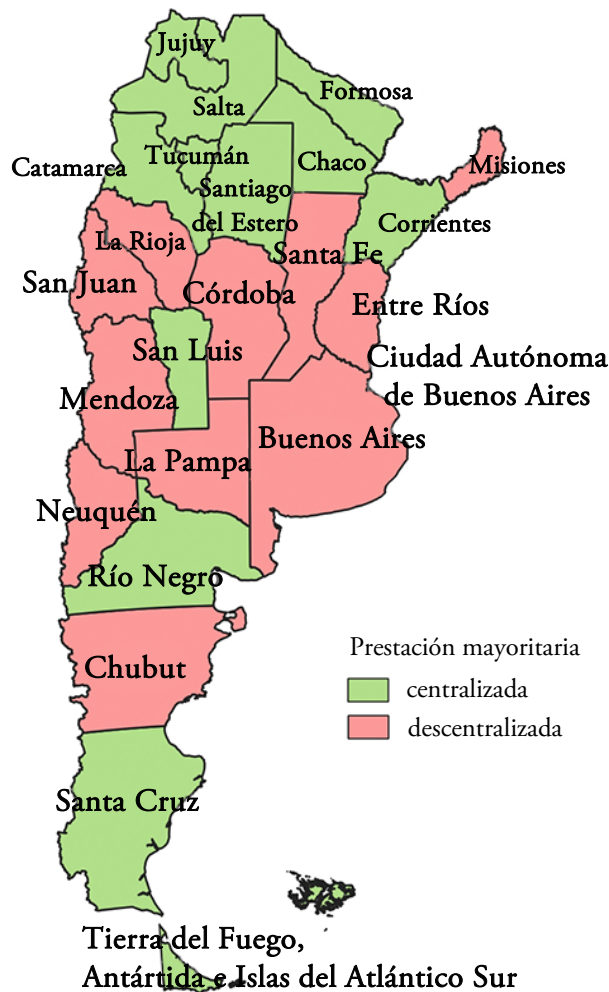 Jujuy
Formosa
Salta
Tucumán
Catamarca
Chaco
Misiones
Santiago
del Estero
Corrientes
La Rioja
Santa Fe
San Juan
Córdoba
Entre Ríos
San Luis
Ciudad Autónoma
de Buenos Aires
Mendoza
Buenos Aires
La Pampa
Neuquén
Río Negro
Chubut
Prestación mayoritaria
centralizada
descentralizada
Santa Cruz
Tierra del Fuego,
Antártida e Islas del Atlántico Sur